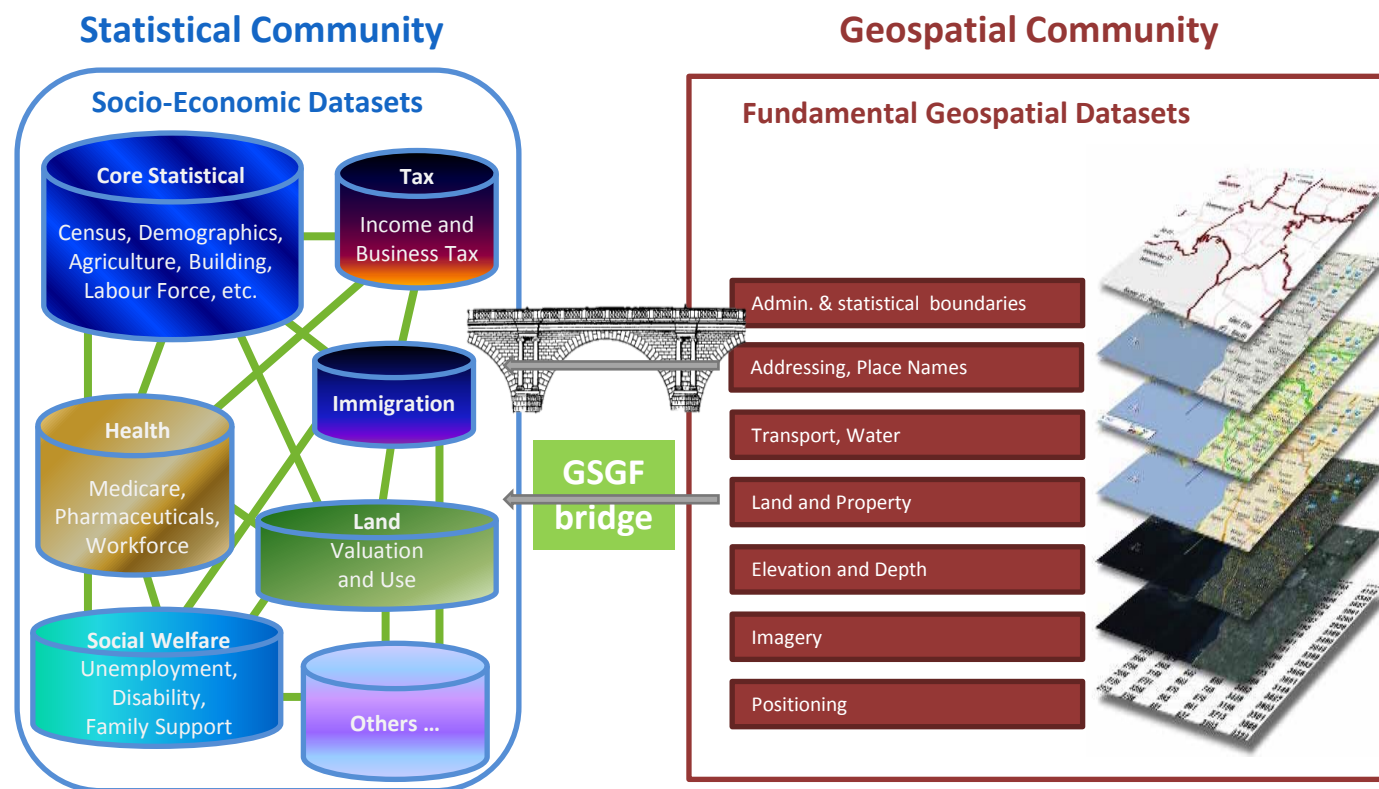 Statistical Community
Geospatial Community
Socio-Economic Datasets
Core Statistical
Census, Demographics,
Agriculture, Building,
Labour Force, etc.
Tax
Income and
Business Tax
Immigration
Health
Medicare,
Pharmaceuticals,
Workforce
Land
Valuation
and Use
Social Welfare
Unemployment,
Disability,
Family Support
Others ...
GSGF
bridge
Fundamental Geospatial Datasets
Admin. & statistical  boundaries
Addressing, Place Names
Transport, Water
Land and Property
Elevation and Depth
Imagery
Positioning